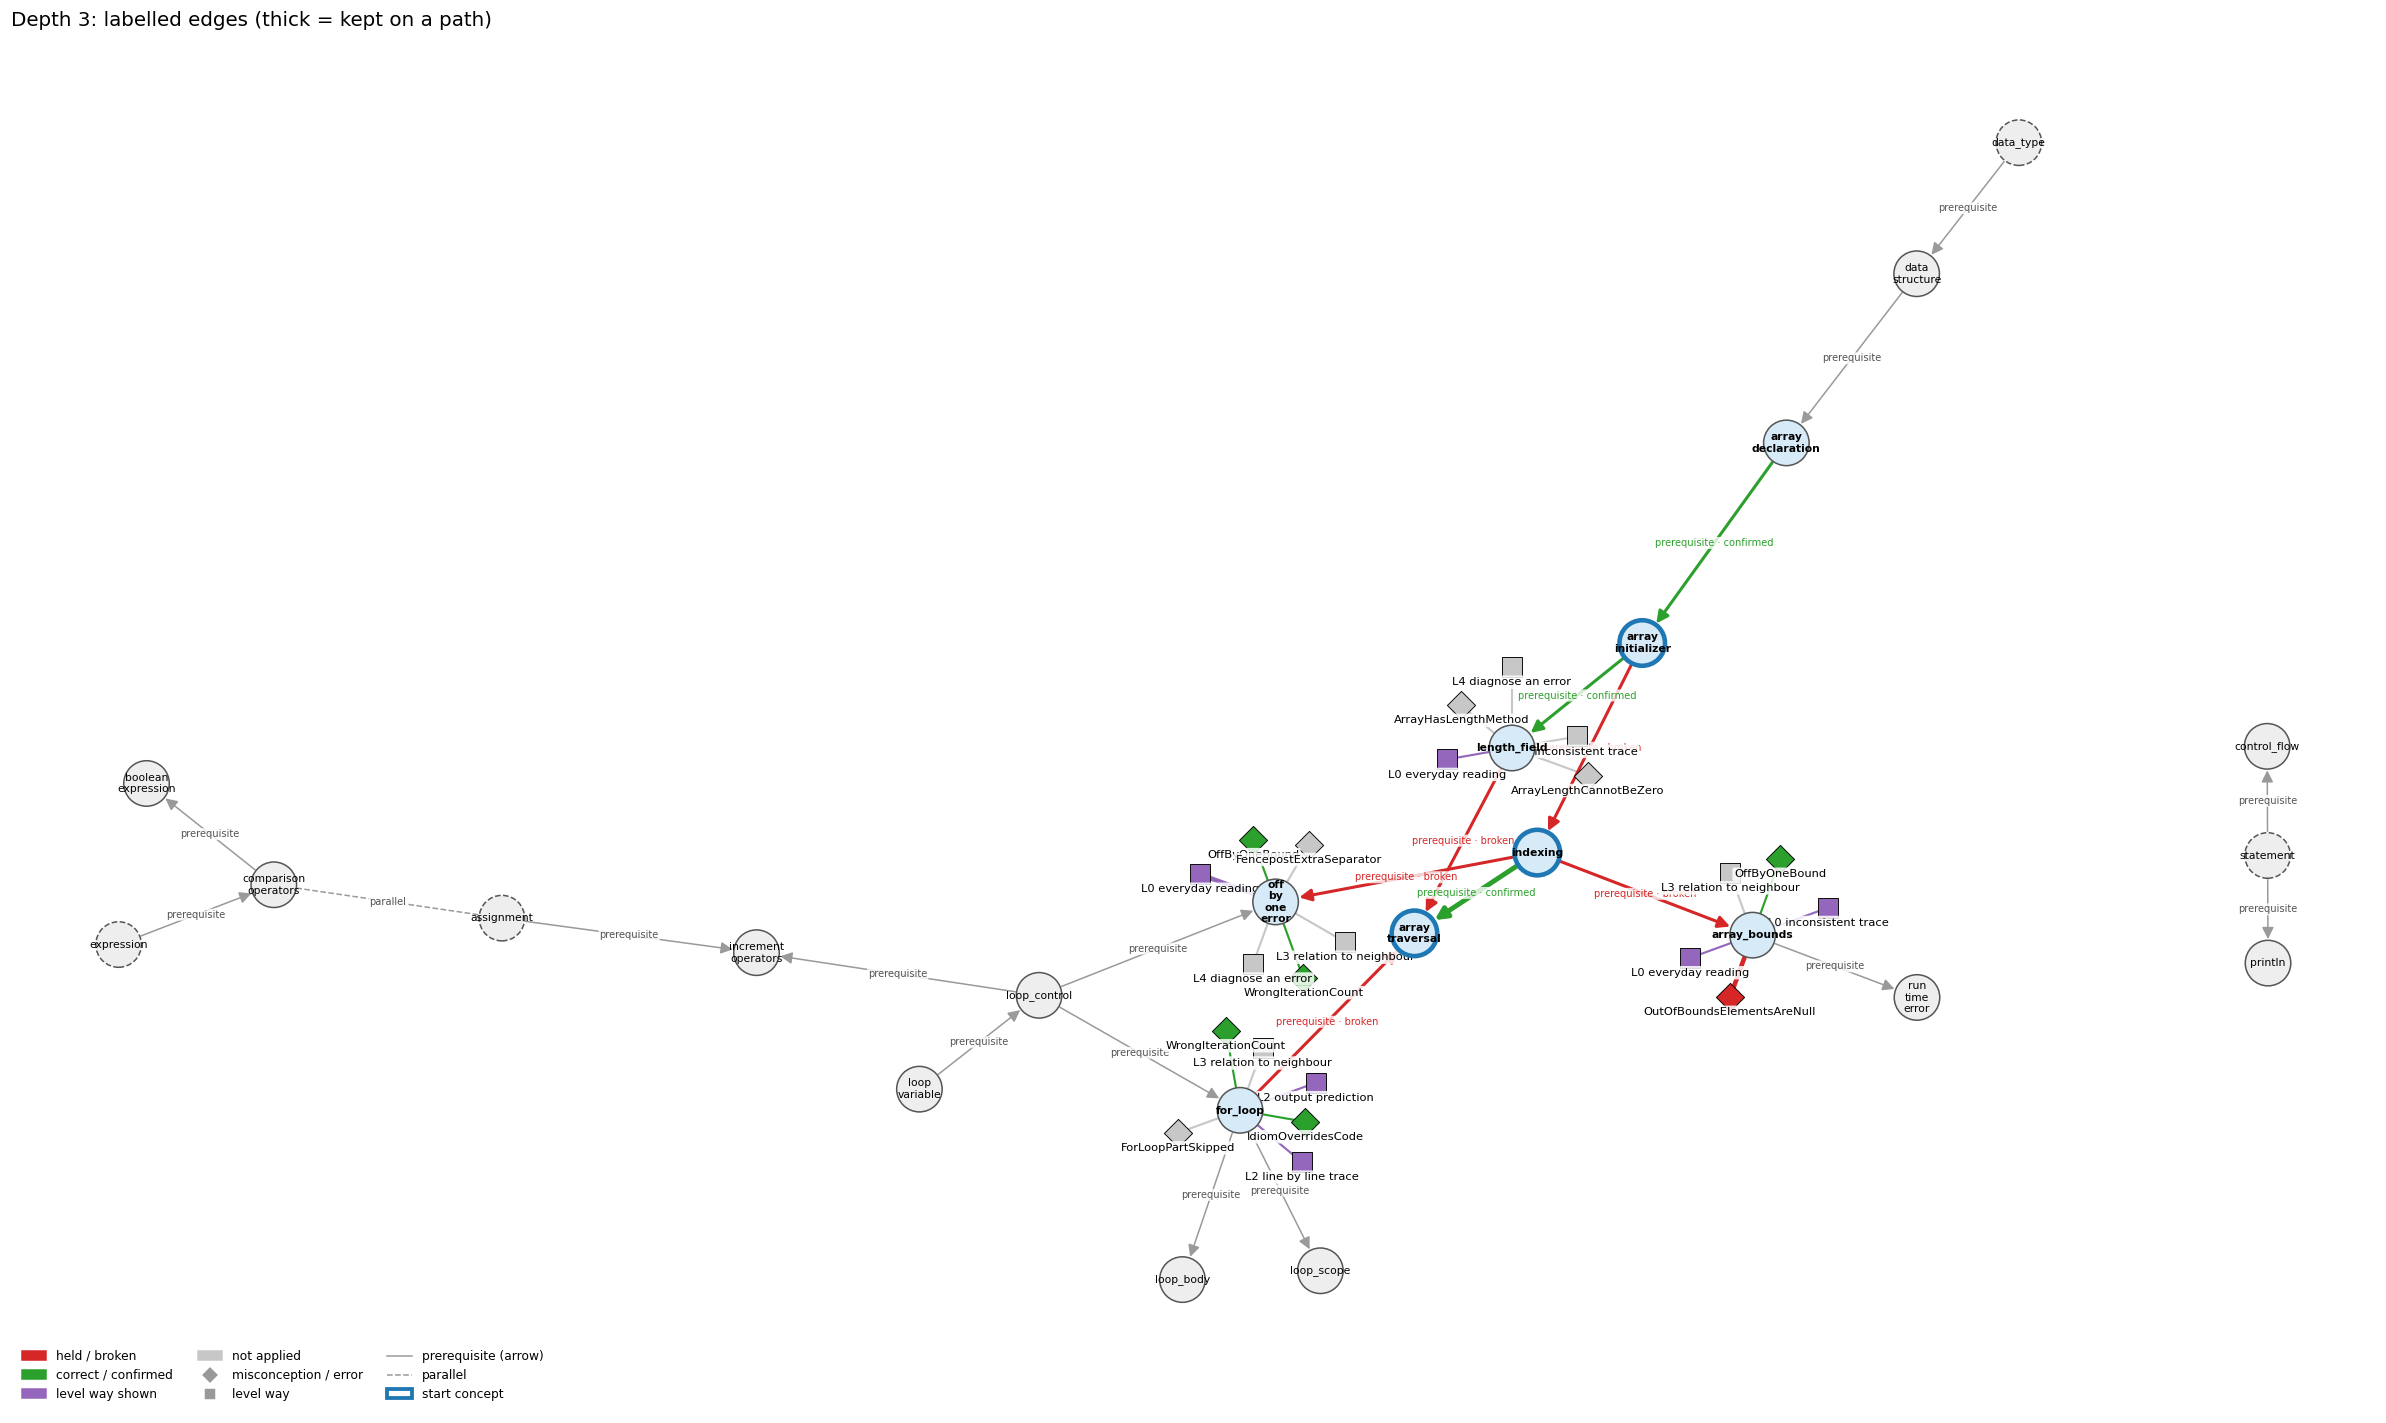 Depth 3: labelled edges (thick = kept on a path)
data_type
prerequisite
data
structure
prerequisite
array
declaration
prerequisite · confirmed
array
initializer
L4 diagnose an error
prerequisite · confirmed
ArrayHasLengthMethod
length_field
inconsistent trace
L0 everyday reading
ArrayLengthCannotBeZero
control_flow
prerequisite
statement
prerequisite
println
boolean
expression
prerequisite
comparison
operators
prerequisite
expression
parallel
assignment
prerequisite
increment
operators
prerequisite
loop_control
prerequisite
loop
variable
prerequisite
prerequisite
prerequisite · broken
indexing
FencepostExtraSeparator
prerequisite · broken
L0 everyday reading
off
by
one
error
prerequisite · confirmed
prerequisite · broken
array
traversal
L3 relation to neighbour
L4 diagnose an error
WrongIterationCount
OffByOneBound
L3 relation to neighbour
L0 inconsistent trace
array_bounds
L0 everyday reading
prerequisite
OutOfBoundsElementsAreNull
run
time
error
prerequisite · broken
WrongIterationCount
L3 relation to neighbour
L2 output prediction
for_loop
IdiomOverridesCode
ForLoopPartSkipped
L2 line by line trace
prerequisite
prerequisite
loop_body
loop_scope
held / broken
correct / confirmed
level way shown
not applied
misconception / error
level way
prerequisite (arrow)
parallel
start concept